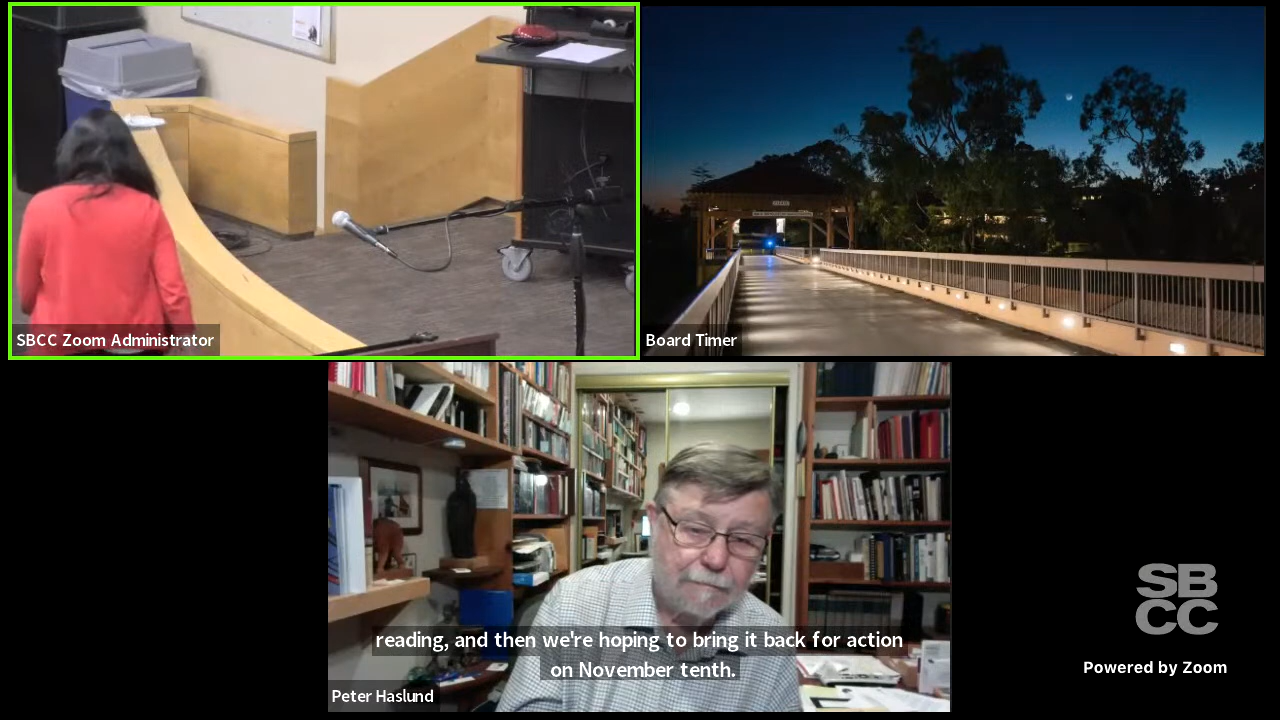 SBCC Zoom Administrator
Board Timer
reading, and then we're hoping to bring it back for action
on November tenth.
Peter Haslund
SB
CC
Powered by Zoom